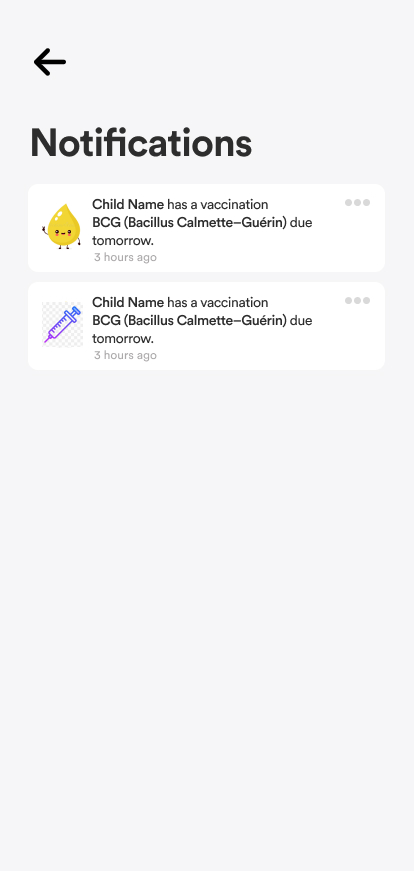 Notifications
Child Name has a vaccination
BCG (Bacillus Calmette–Guérin) due
tomorrow.
3 hours ago
Child Name has a vaccination
BCG (Bacillus Calmette–Guérin) due
tomorrow.
3 hours ago